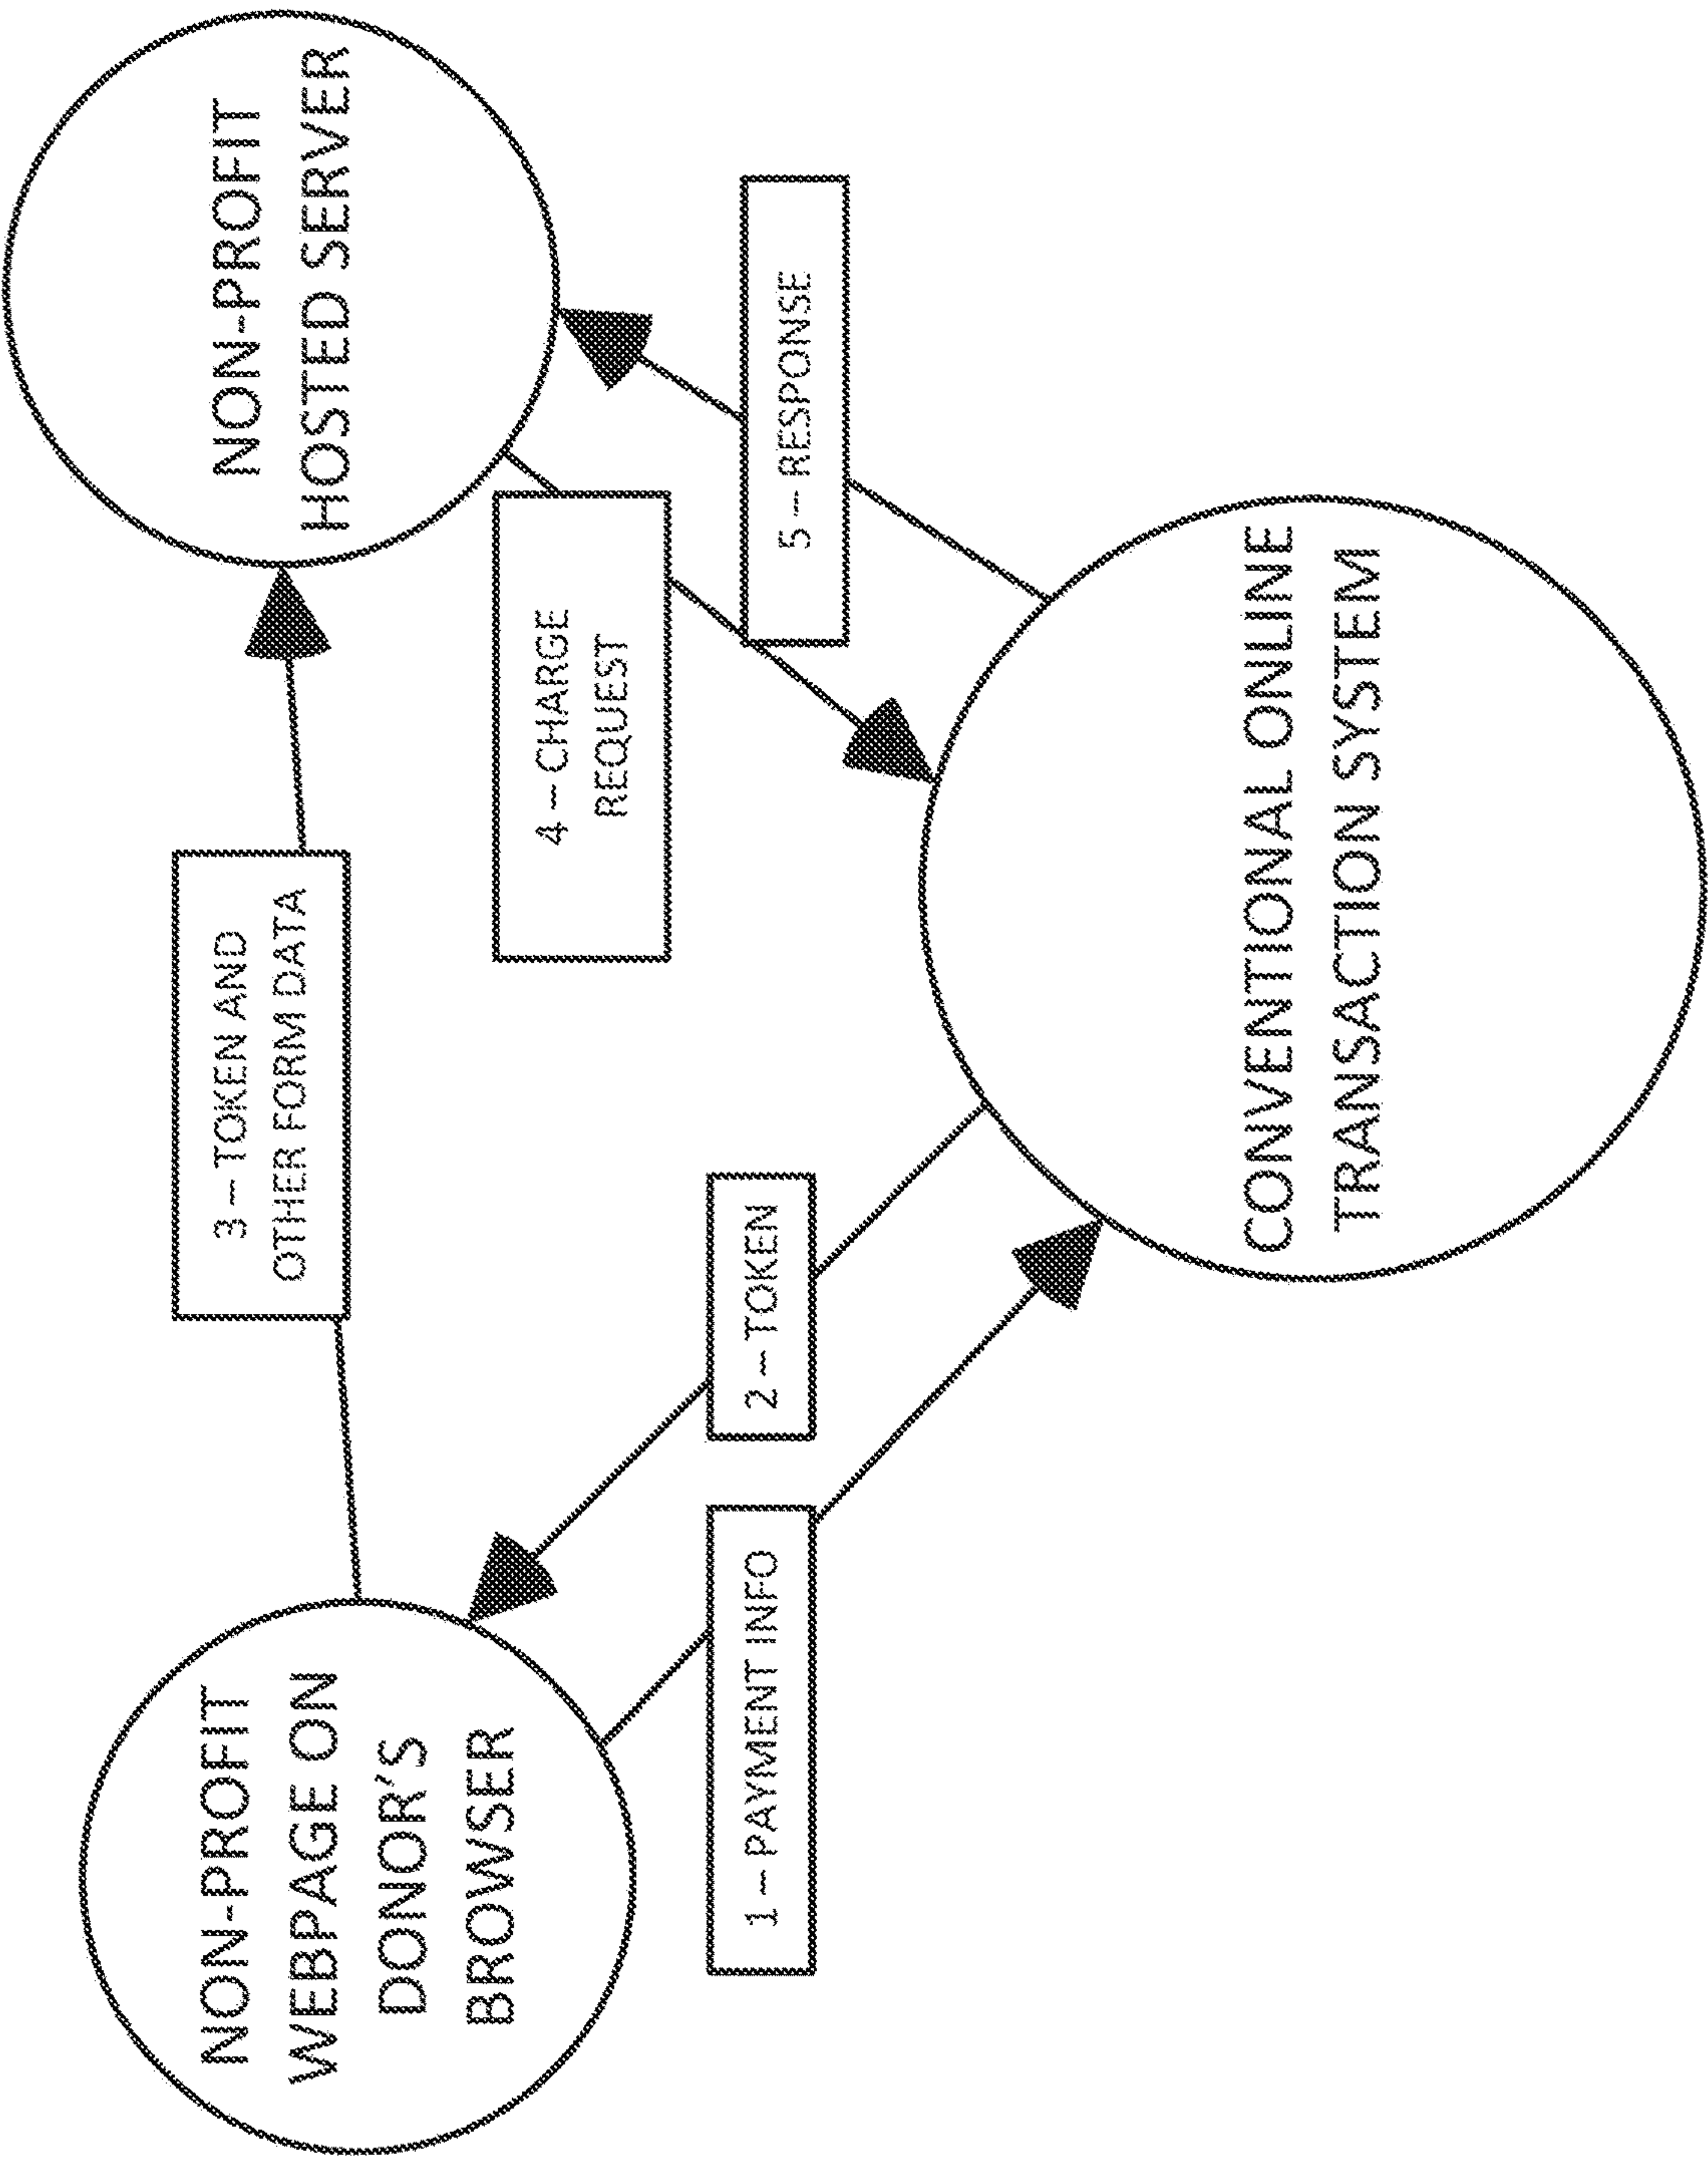 NON-PROFIT
WEBPAGE ON
DONOR'S
BROWSER
3 – TOKEN AND
OTHER FORM DATA
NON-PROFIT
HOSTED SERVER
4 – CHARGE
REQUEST
1 – PAYMENT INFO
2 – TOKEN
5 – RESPONSE
CONVENTIONAL ONLINE
TRANSACTION SYSTEM